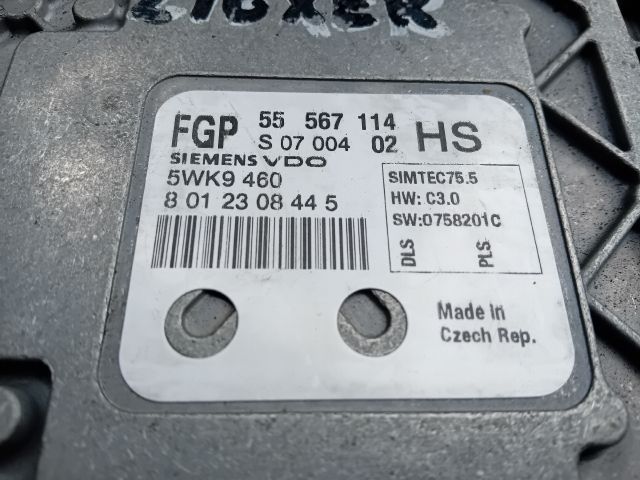 Z16XER
FGP 55 567 114 HS
S 07 004 02
SIEMENS VDO
5WK9 460
8 01 23 08 44 5
SIMTEC75.5
HW: C3.0
SW:0758201C
DLS PLS
Made in
Czech Rep.